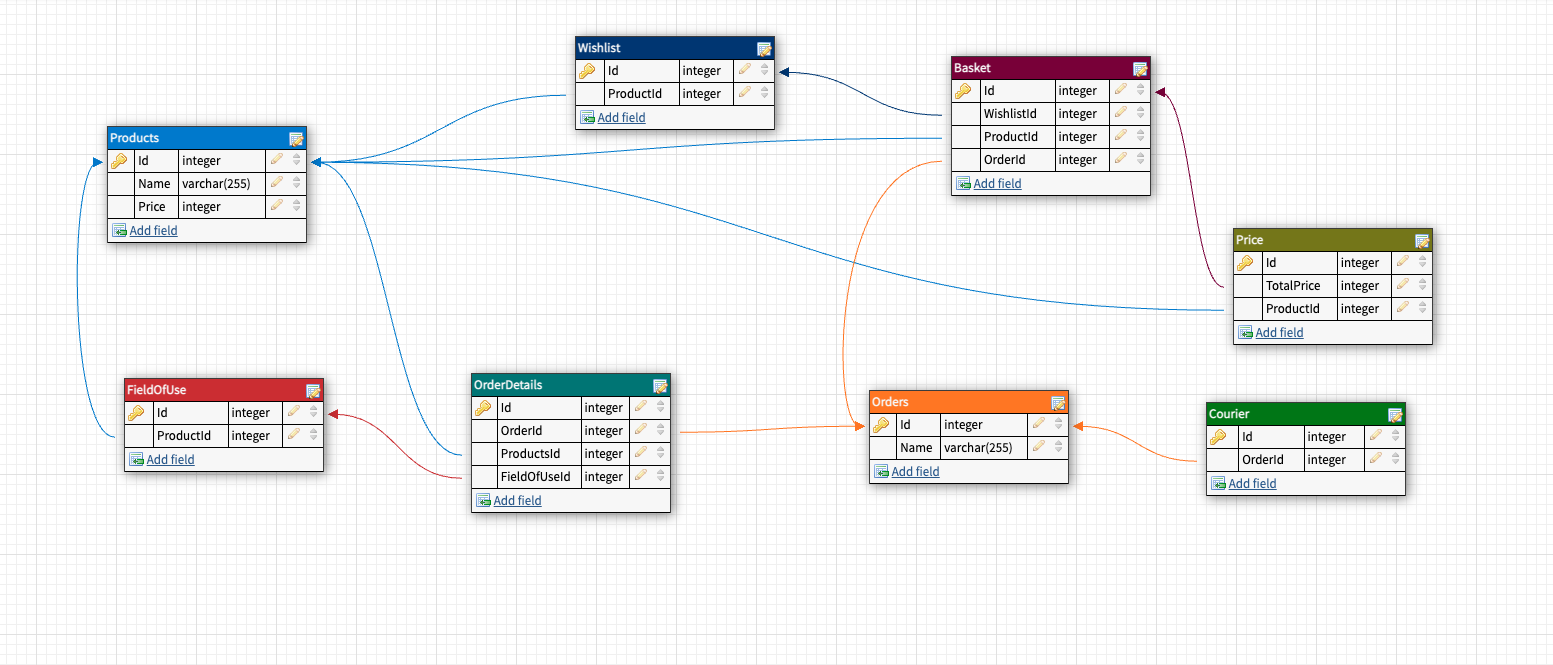 Wishlist
Id integer
ProductId integer
Add field
Basket
Id integer
WishlistId integer
ProductId integer
OrderId integer
Add field
Products
Id integer
Name varchar(255)
Price integer
Add field
Price
Id integer
TotalPrice integer
ProductId integer
Add field
FieldOfUse
Id integer
ProductId integer
Add field
OrderDetails
Id integer
OrderId integer
ProductsId integer
FieldOfUseId integer
Add field
Orders
Id integer
Name varchar(255)
Add field
Courier
Id integer
OrderId integer
Add field